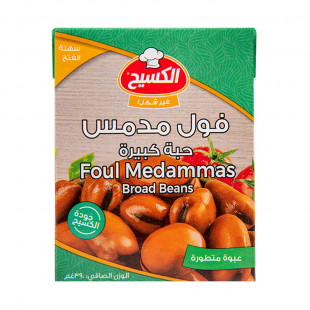 سهلة
الفتح
الكسيح
غير شكل!
فول مدمس
حبة كبيرة
Foul Medammas
Broad Beans
جودة
الكسيح
عبوة متطورة
الوزن الصافي: ٣٩٠غم